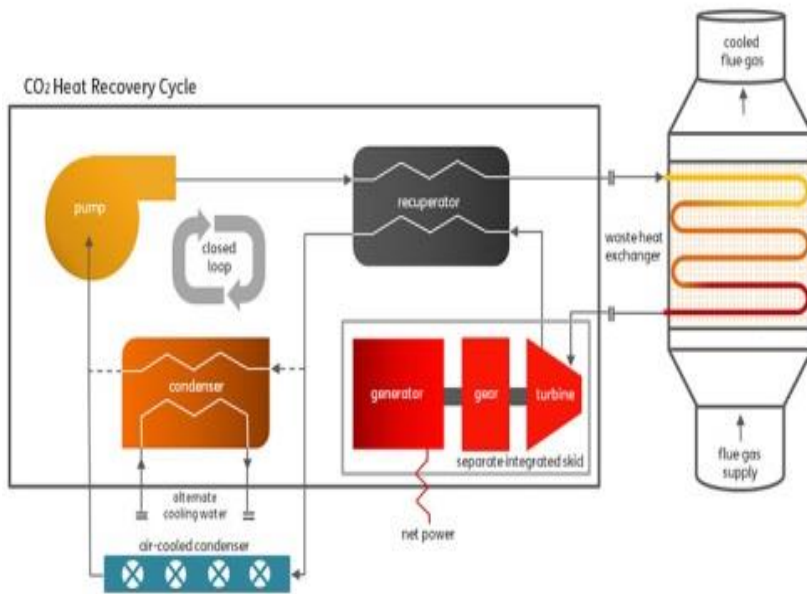 cooled
flue gas
CO₂ Heat Recovery Cycle
pump
recuperator
closed
loop
waste heat
exchanger
condenser
generator
gear
turbine
separate integrated skid
flue gas
supply
alternate
cooling water
net power
air-cooled condenser